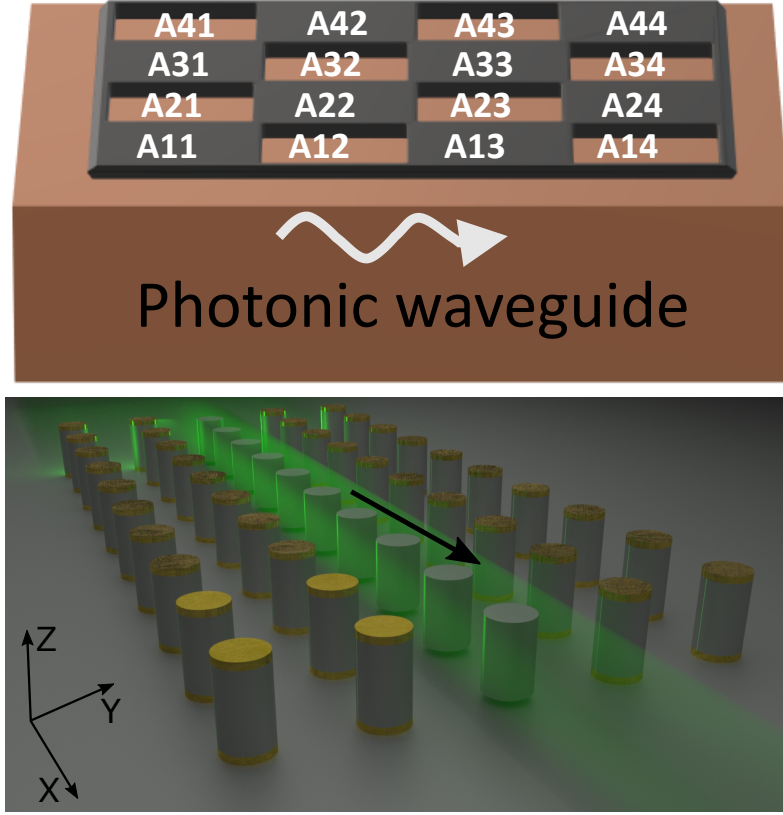 A41 A42 A43 A44
A31 A32 A33 A34
A21 A22 A23 A24
A11 A12 A13 A14
Photonic waveguide
Z
Y
X